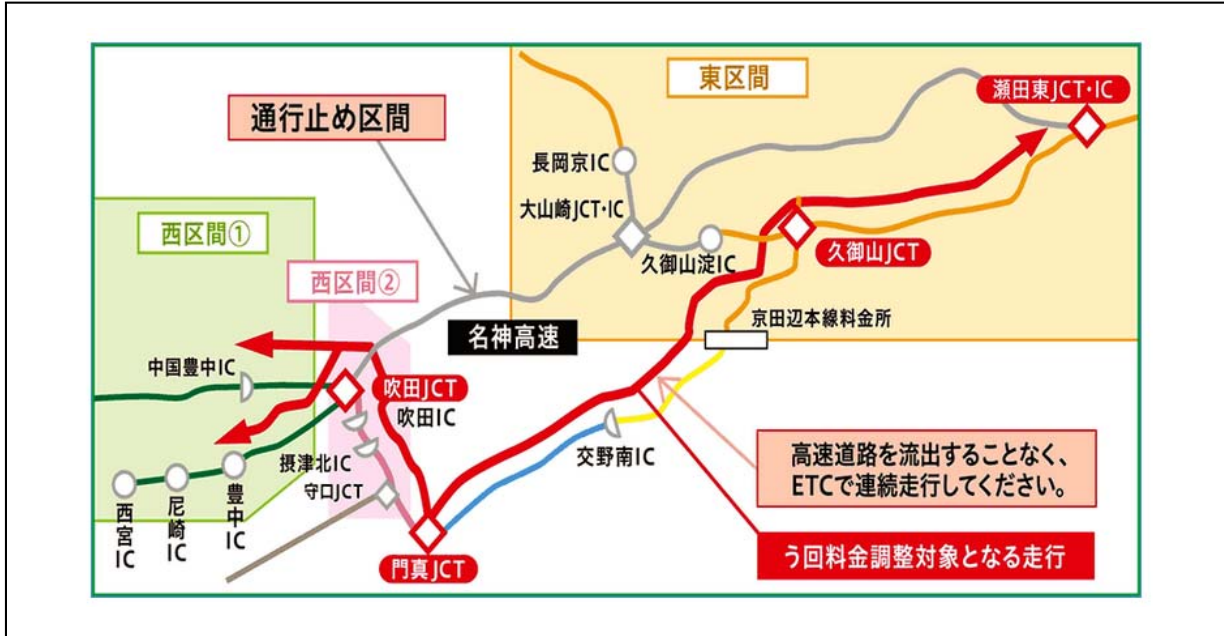 東区間
瀬田東JCT・IC
通行止め区間
長岡京IC
大山崎JCT・IC
西区間①
久御山淀IC
久御山JCT
西区間②
京田辺本線料金所
名神高速
中国豊中IC
吹田JCT
吹田IC
摂津北IC
交野南IC
守口JCT
高速道路を流出することなく、
ETCで連続走行してください。
西宮IC
尼崎IC
豊中IC
門真JCT
う回料金調整対象となる走行